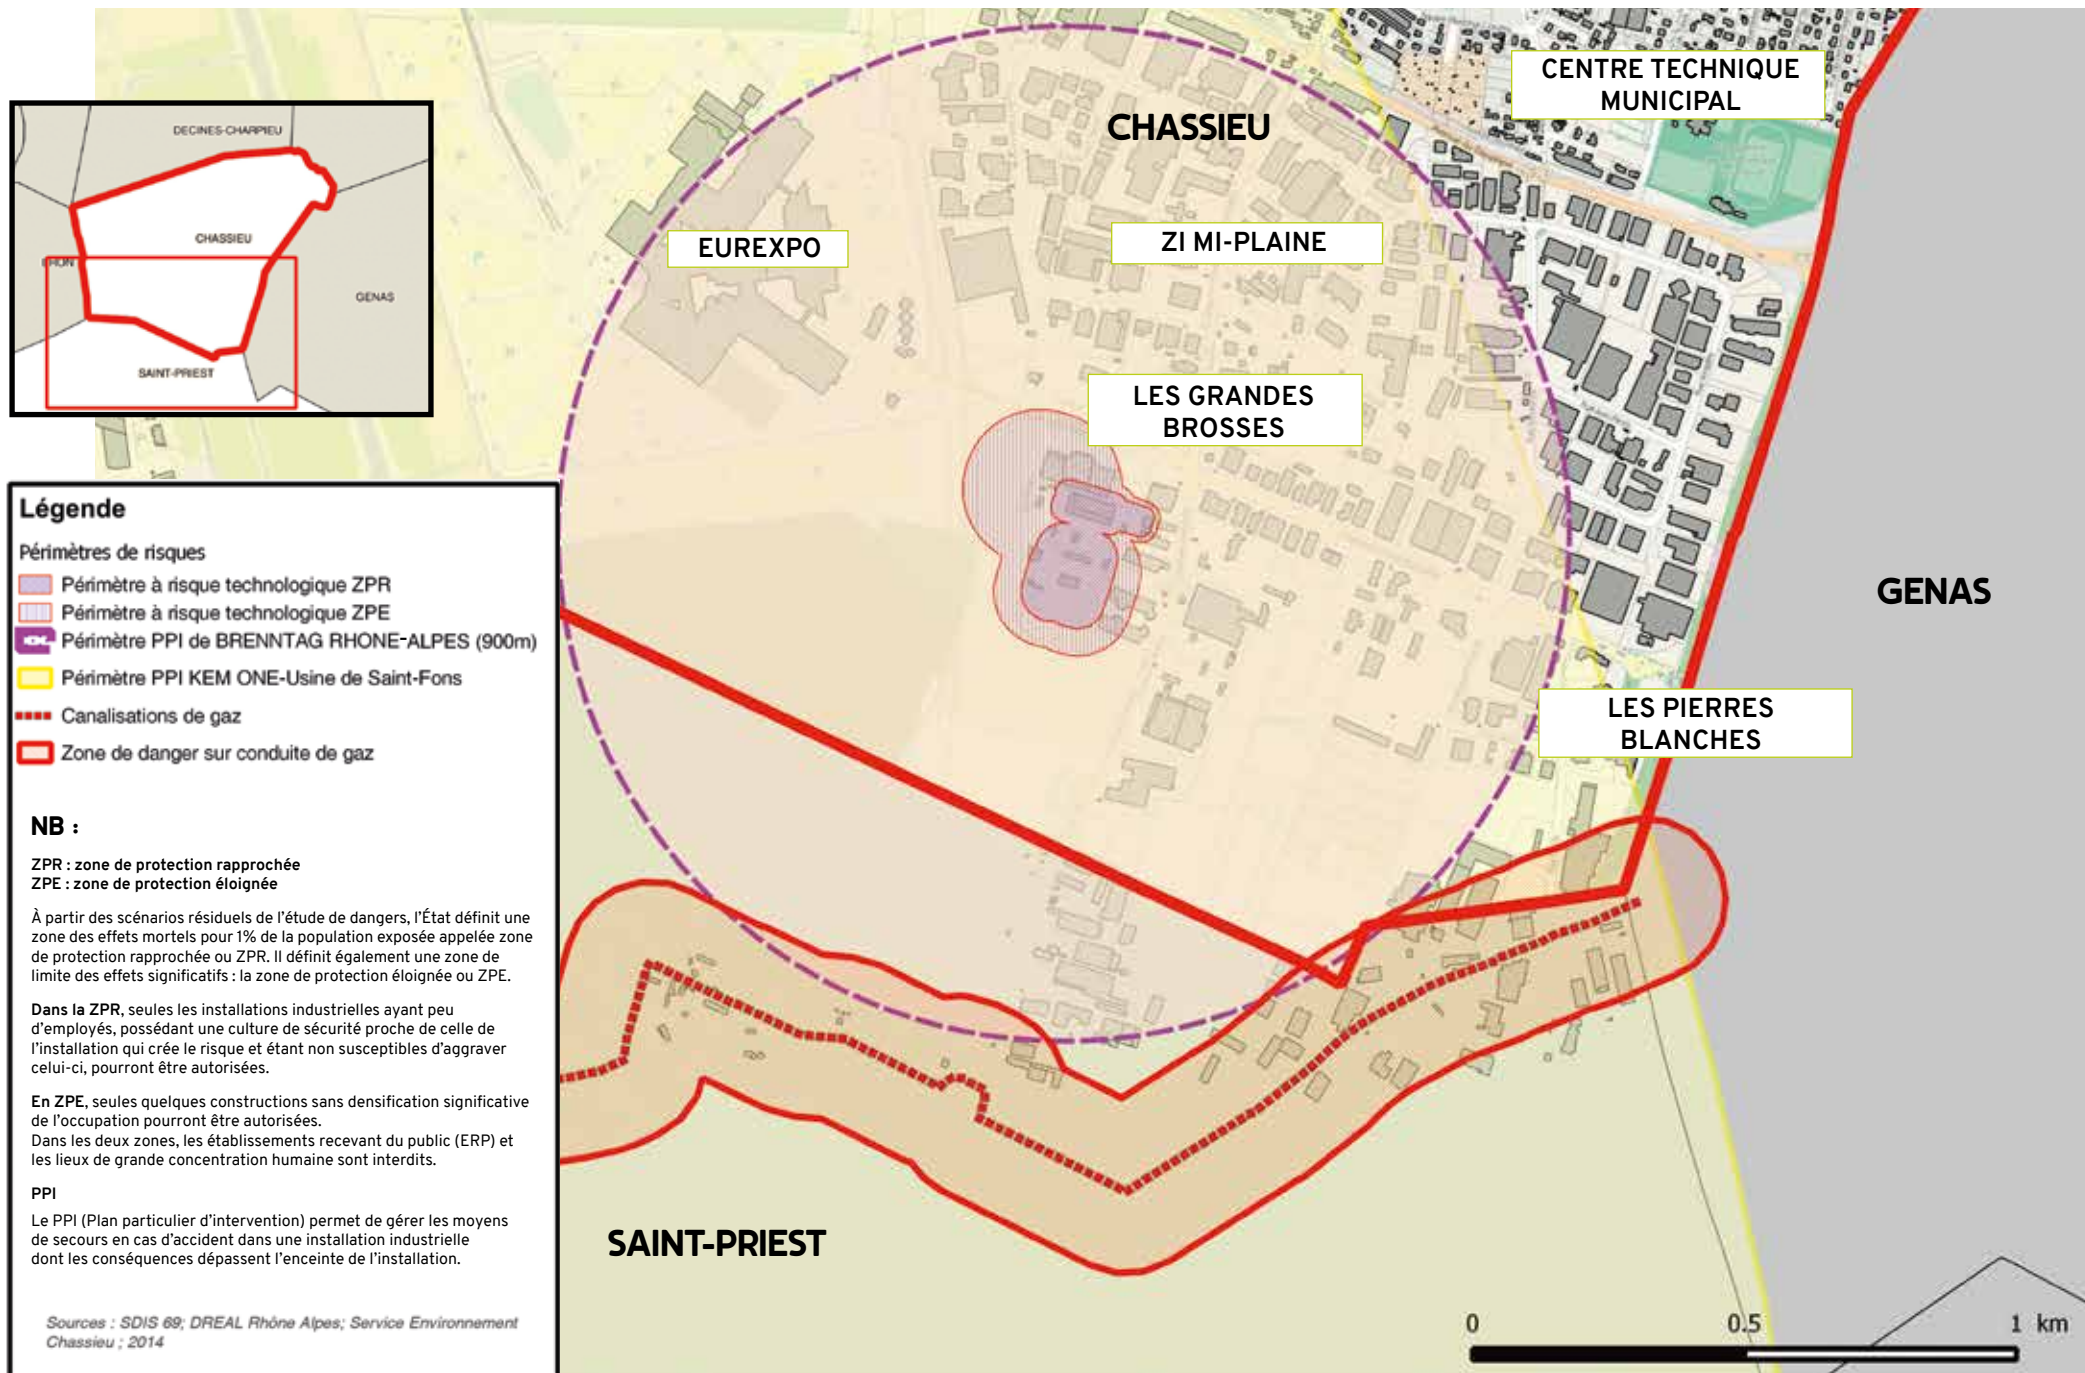 CENTRE TECHNIQUE
MUNICIPAL
CHASSIEU
EUREXPO
ZI MI-PLAINE
LES GRANDES
BROSSES
GENAS
LES PIERRES
BLANCHES
SAINT-PRIEST
0
0.5
1 km
DECINES-CHARPIEU
CHASSIEU
BRON
GENAS
SAINT-PRIEST
Légende
Périmètres de risques
Périmètre à risque technologique ZPR
Périmètre à risque technologique ZPE
Périmètre PPI de BRENNTAG RHONE-ALPES (900m)
Périmètre PPI KEM ONE-Usine de Saint-Fons
Canalisations de gaz
Zone de danger sur conduite de gaz
NB :
ZPR : zone de protection rapprochée
ZPE : zone de protection éloignée
À partir des scénarios résiduels de l'étude de dangers, l'État définit une
zone des effets mortels pour 1% de la population exposée appelée zone
de protection rapprochée ou ZPR. Il définit également une zone de
limite des effets significatifs : la zone de protection éloignée ou ZPE.
Dans la ZPR, seules les installations industrielles ayant peu
d'employés, possédant une culture de sécurité proche de celle de
l'installation qui crée le risque et étant non susceptibles d'aggraver
celui-ci, pourront être autorisées.
En ZPE, seules quelques constructions sans densification significative
de l'occupation pourront être autorisées.
Dans les deux zones, les établissements recevant du public (ERP) et
les lieux de grande concentration humaine sont interdits.
PPI
Le PPI (Plan particulier d'intervention) permet de gérer les moyens
de secours en cas d'accident dans une installation industrielle
dont les conséquences dépassent l'enceinte de l'installation.
Sources : SDIS 69; DREAL Rhône Alpes; Service Environnement
Chassieu ; 2014